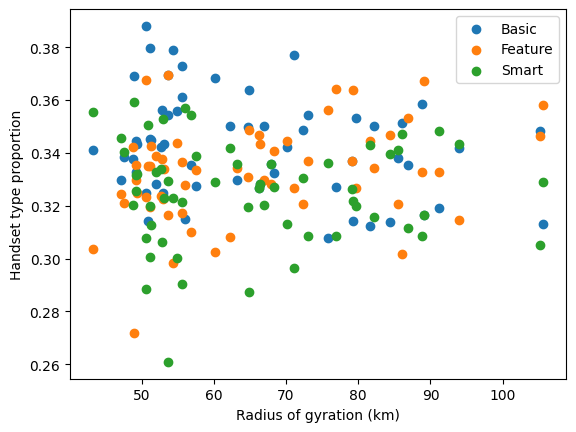 Basic
Feature
Smart
0.38
0.36
0.34
0.32
0.30
0.28
0.26
Handset type proportion
50 60 70 80 90 100
Radius of gyration (km)